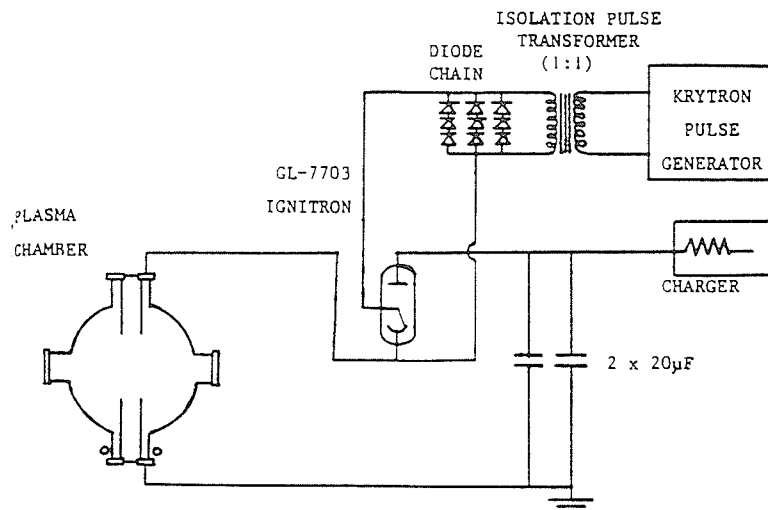 ISOLATION PULSE
TRANSFORMER
(1:1)
DIODE
CHAIN
KRYTRON
PULSE
GENERATOR
GL-7703
IGNITRON
PLASMA
CHAMBER
CHARGER
2 x 20µF